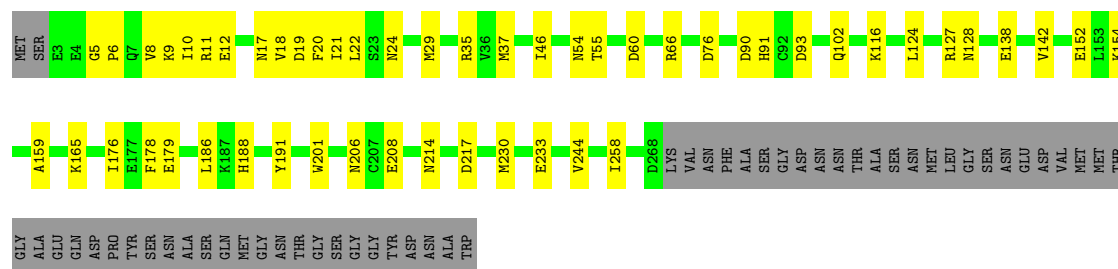 MET SER E3 E4 G5 P6 Q7 V8 K9 I10 R11 E12 N17 V18 D19 F20 I21 L22 S23 N24 M29 R35 V36 M37 I46 N54 T55 D60 R66 D76 D90 H91 C92 D93 Q102 K116 L124 R127 N128 E138 V142 E152 L153 K154
A159 K165 I176 E177 F178 E179 L186 K187 H188 Y191 W201 N206 C207 E208 N214 D217 M230 E233 V244 I258 D268 LYS VAL ASN PHE ALA SER GLY ASP ASN ASN THR ALA SER ASN MET LEU GLY SER ASN GLU ASP VAL MET MET THR
GLY ALA GLU GLN ASP PRO TYR SER ASN ALA SER GLN MET GLY ASN THR GLY SER GLY GLY TYR ASP ASN ALA TRP